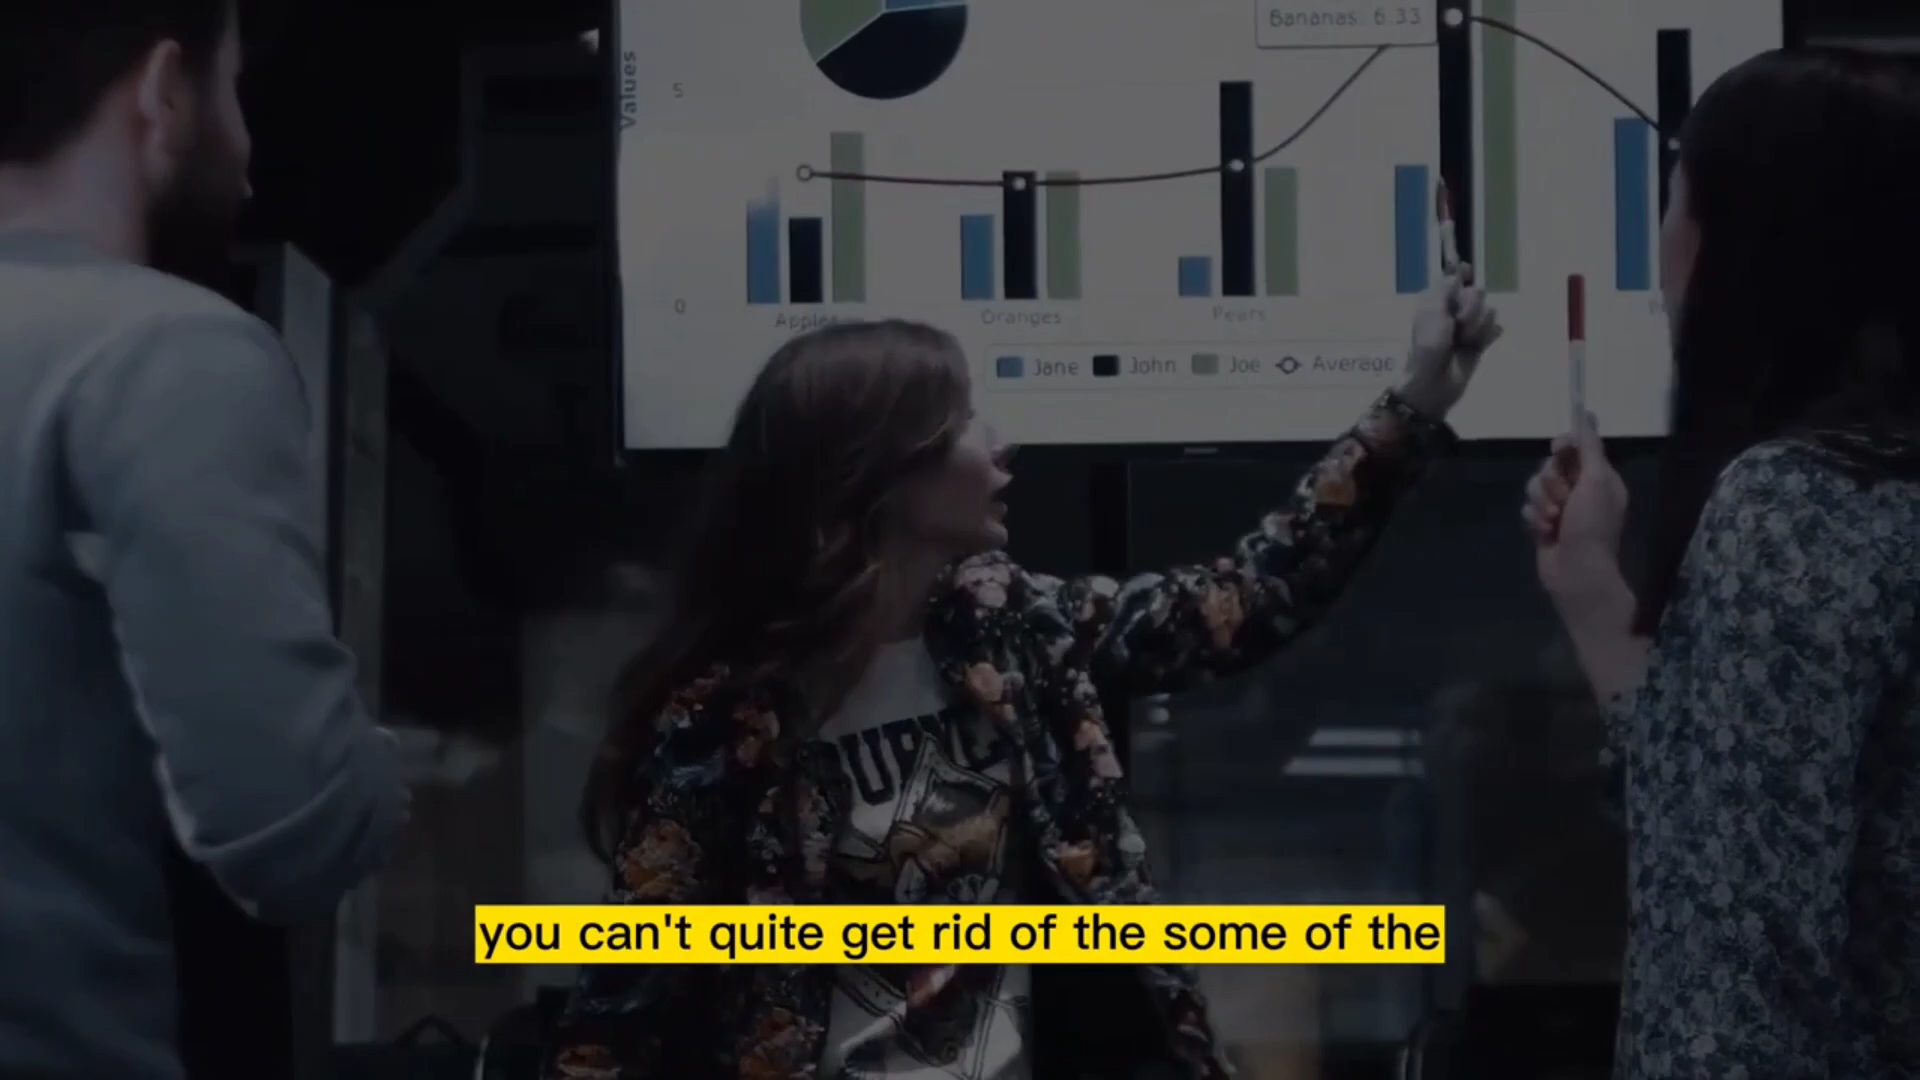 Bananas: 6.33
Values
5
0
Apples
Oranges
Pears
Jane
John
Joe
Average
you can't quite get rid of the some of the